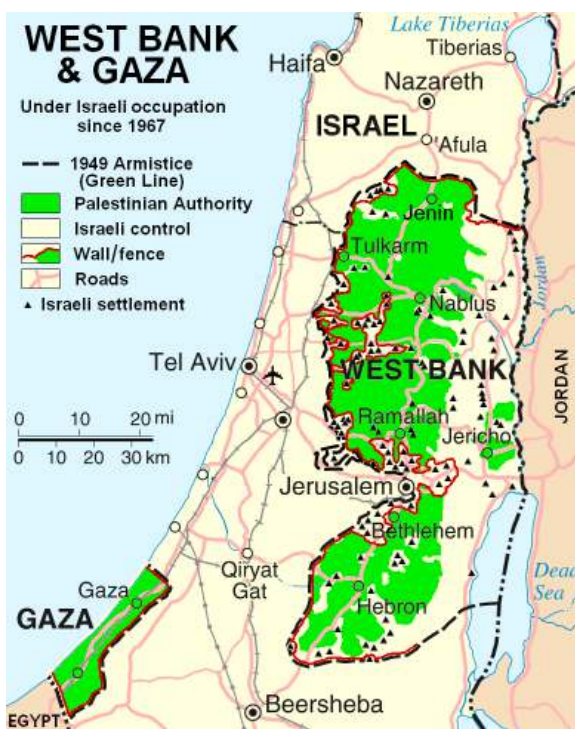 WEST BANK
& GAZA
Under Israeli occupation
since 1967
1949 Armistice
(Green Line)
Palestinian Authority
Israeli control
Wall/fence
Roads
Israeli settlement
Lake Tiberias
Tiberias
Haifa
Nazareth
ISRAEL
'Afula
Jenin
Tulkarm
Nablus
Jordan
Tel Aviv
WEST BANK
JORDAN
0 10 20 mi
0 10 20 30 km
Ramallah
Jericho
Jerusalem
Bethlehem
Qiryat
Gat
Dead
Sea
Gaza
GAZA
Hebron
Beersheba
EGYPT